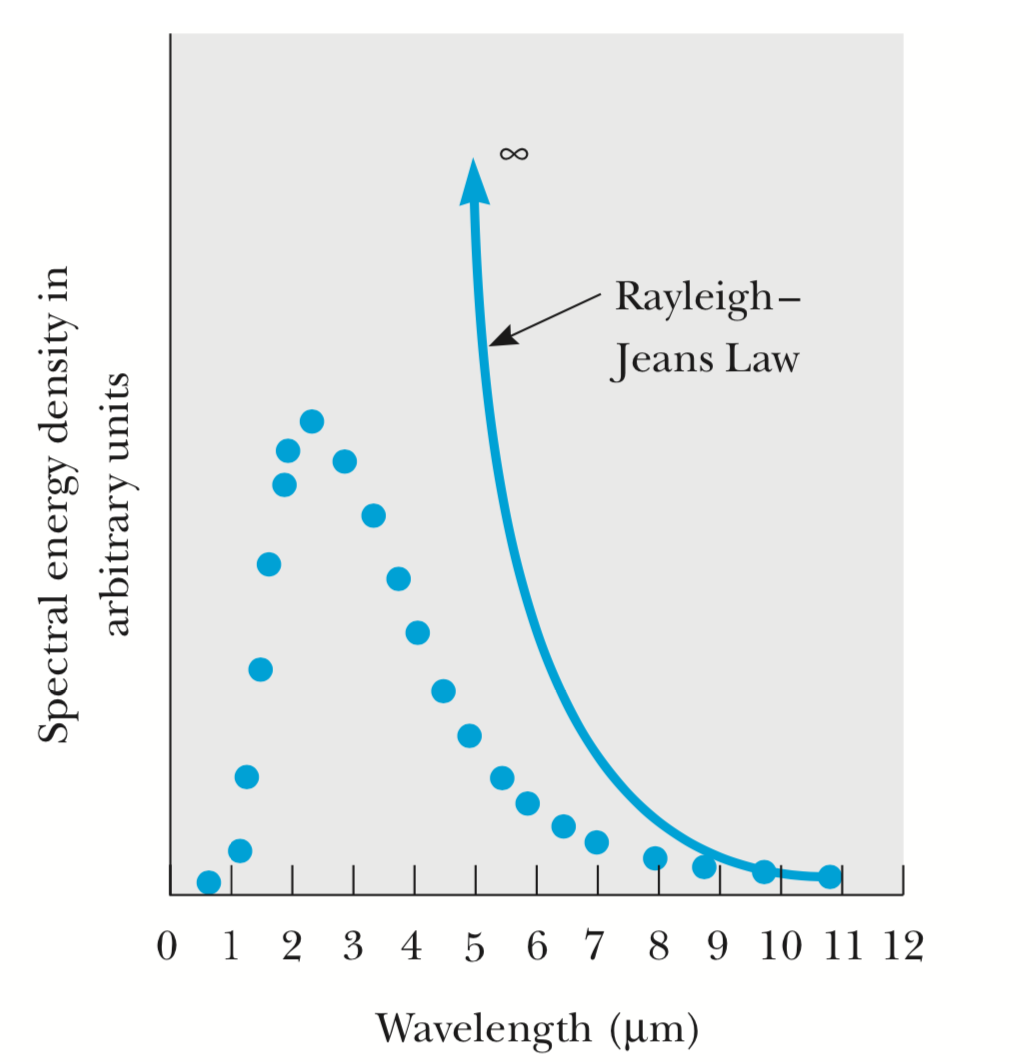 ∞
Rayleigh–
Jeans Law
Spectral energy density in
arbitrary units
0 1 2 3 4 5 6 7 8 9 10 11 12
Wavelength (μm)